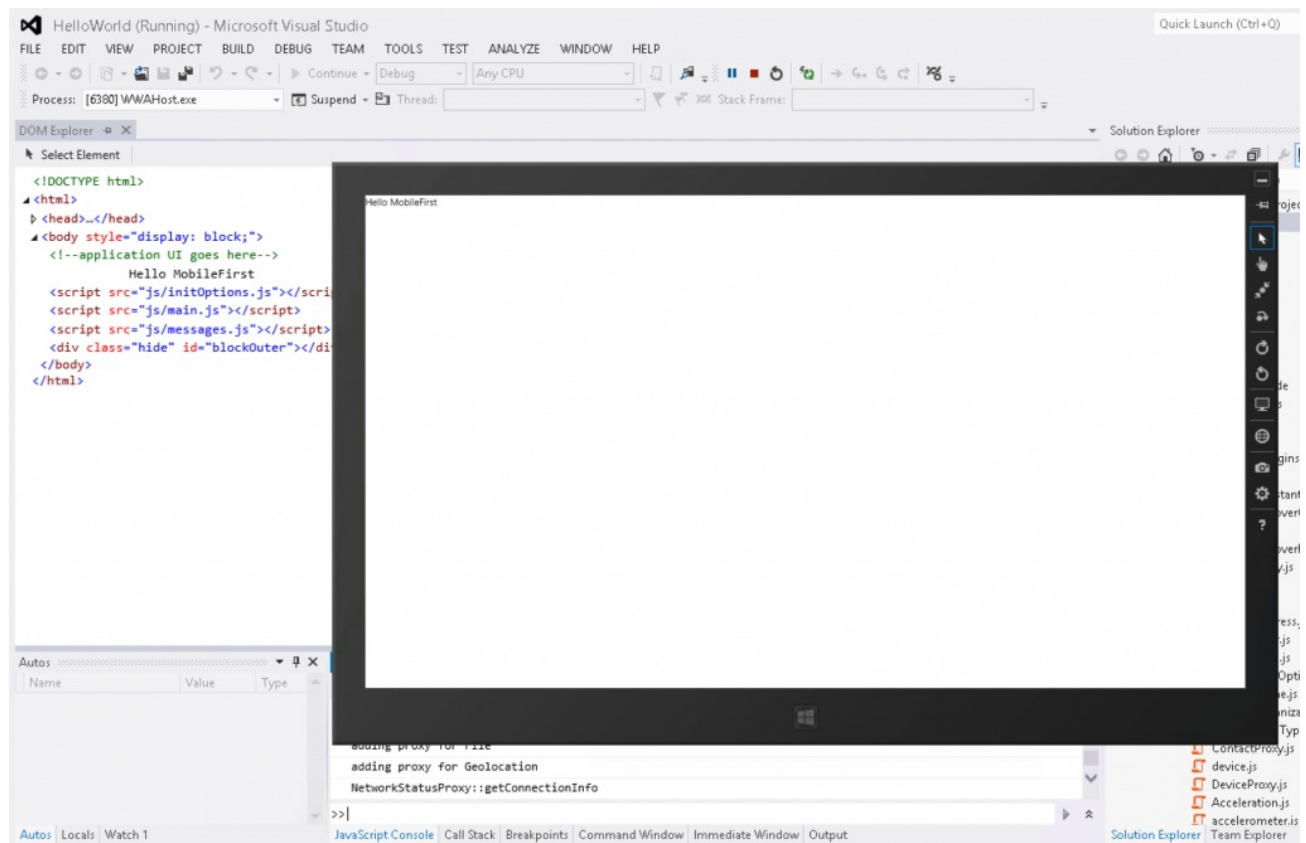 HelloWorld (Running) - Microsoft Visual Studio
Quick Launch (Ctrl+Q)
FILE EDIT VIEW PROJECT BUILD DEBUG TEAM TOOLS TEST ANALYZE WINDOW HELP
Continue Debug Any CPU
Process: [6380] WWAHost.exe Suspend Thread: Stack Frame:
DOM Explorer
Solution Explorer
Select Element
<!DOCTYPE html>
<html>
<head>…</head>
<body style="display: block;">
<!--application UI goes here-->
Hello MobileFirst
<script src="js/initOptions.js"></scri
<script src="js/main.js"></script>
<script src="js/messages.js"></script>
<div class="hide" id="blockOuter"></di
</body>
</html>
Hello MobileFirst
?
Autos
Name Value Type
adding proxy for File
adding proxy for Geolocation
NetworkStatusProxy::getConnectionInfo
>>
Autos Locals Watch 1
JavaScript Console Call Stack Breakpoints Command Window Immediate Window Output
ContactProxy.js
device.js
DeviceProxy.js
Acceleration.js
accelerometer.js
Solution Explorer Team Explorer